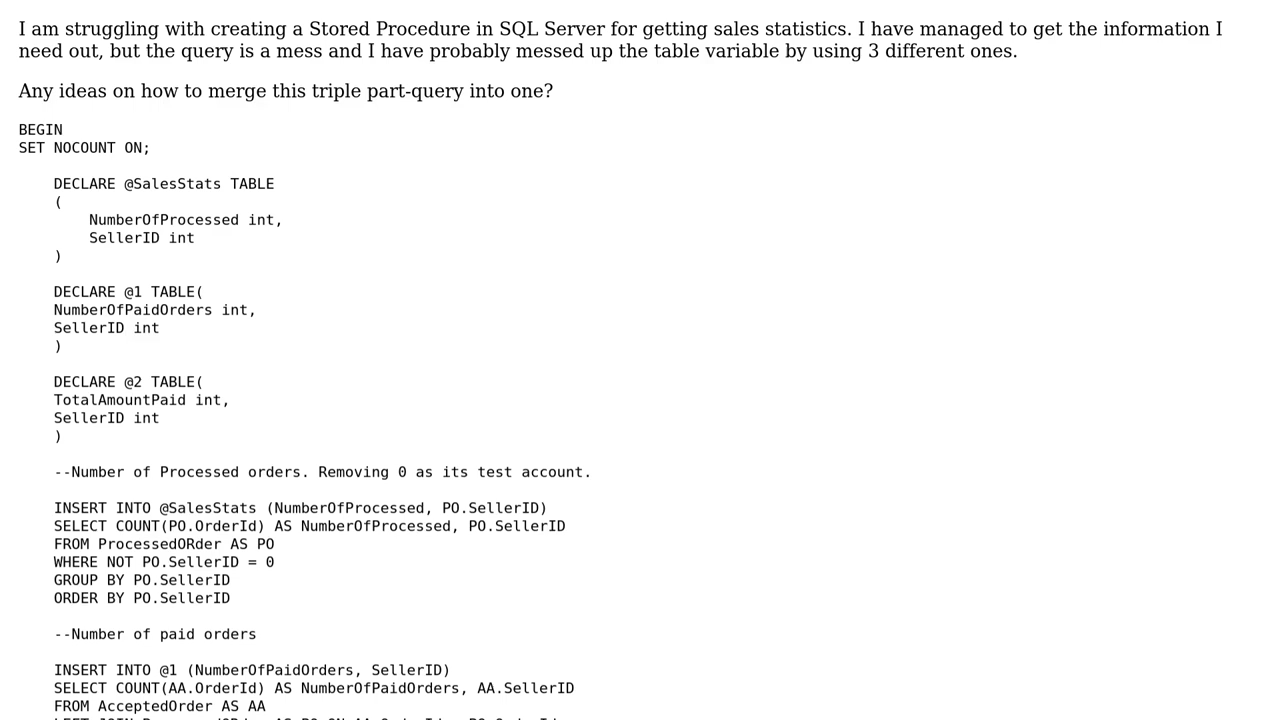 I am struggling with creating a Stored Procedure in SQL Server for getting sales statistics. I have managed to get the information I
need out, but the query is a mess and I have probably messed up the table variable by using 3 different ones.
Any ideas on how to merge this triple part-query into one?
BEGIN
SET NOCOUNT ON;
DECLARE @SalesStats TABLE
(
NumberOfProcessed int,
SellerID int
)
DECLARE @1 TABLE(
NumberOfPaidOrders int,
SellerID int
)
DECLARE @2 TABLE(
TotalAmountPaid int,
SellerID int
)
--Number of Processed orders. Removing 0 as its test account.
INSERT INTO @SalesStats (NumberOfProcessed, PO.SellerID)
SELECT COUNT(PO.OrderId) AS NumberOfProcessed, PO.SellerID
FROM ProcessedORder AS PO
WHERE NOT PO.SellerID = 0
GROUP BY PO.SellerID
ORDER BY PO.SellerID
--Number of paid orders
INSERT INTO @1 (NumberOfPaidOrders, SellerID)
SELECT COUNT(AA.OrderId) AS NumberOfPaidOrders, AA.SellerID
FROM AcceptedOrder AS AA